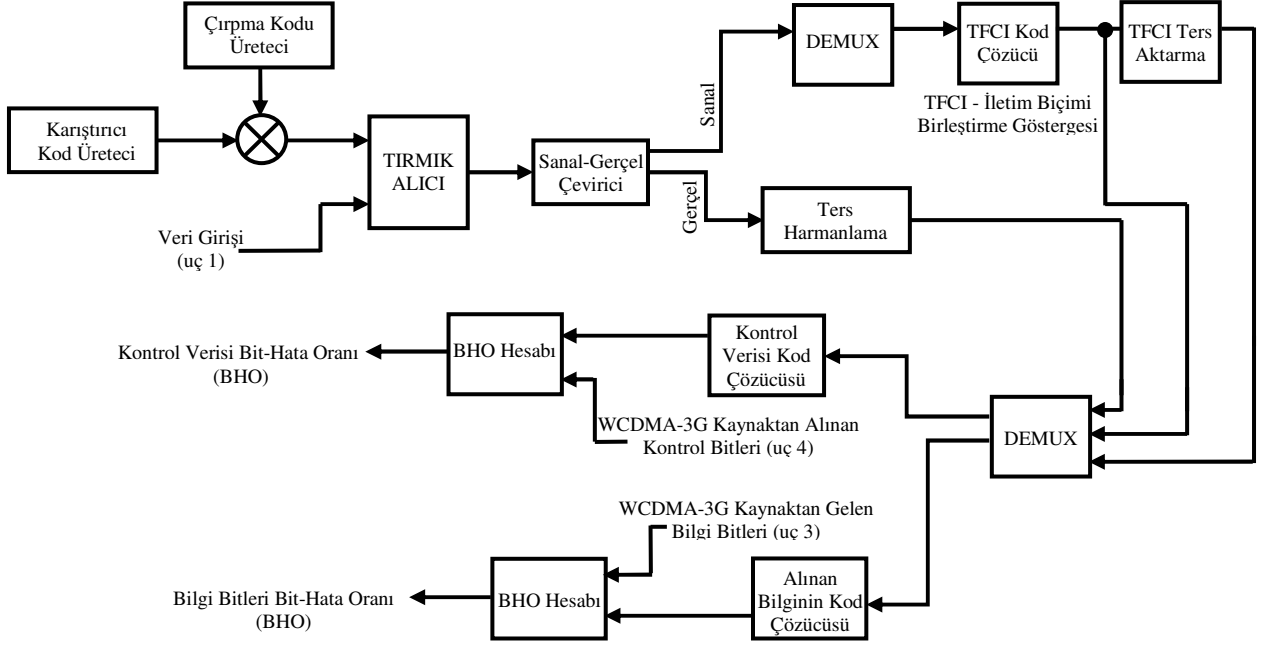 Çırpma Kodu
Üreteci
DEMUX
TFCI Kod
Çözücü
TFCI Ters
Aktarma
Karıştırıcı
Kod Üreteci
TFCI - İletim Biçimi
Birleştirme Göstergesi
Sanal
TIRMIK
ALICI
Sanal-Gerçel
Çevirici
Gerçel
Ters
Harmanlama
Veri Girişi
(uç 1)
Kontrol Verisi Bit-Hata Oranı
(BHO)
BHO Hesabı
Kontrol
Verisi Kod
Çözücüsü
WCDMA-3G Kaynaktan Alınan
Kontrol Bitleri (uç 4)
DEMUX
WCDMA-3G Kaynaktan Gelen
Bilgi Bitleri (uç 3)
Bilgi Bitleri Bit-Hata Oranı
(BHO)
BHO Hesabı
Alınan
Bilginin Kod
Çözücüsü